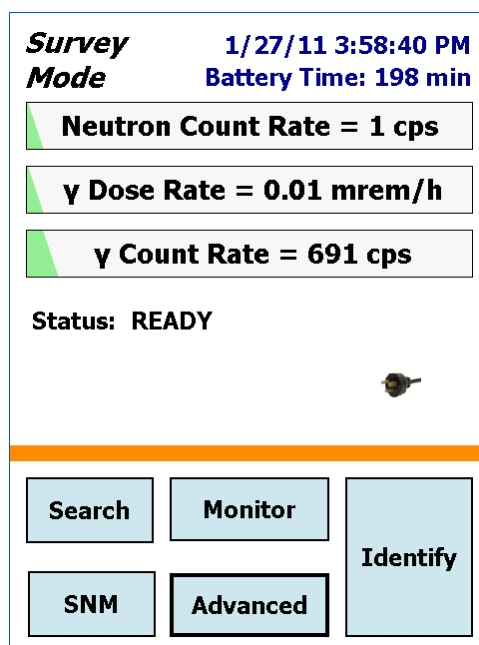 Survey Mode
1/27/11 3:58:40 PM
Battery Time: 198 min
Neutron Count Rate = 1 cps
γ Dose Rate = 0.01 mrem/h
γ Count Rate = 691 cps
Status: READY
Search
Monitor
Identify
SNM
Advanced